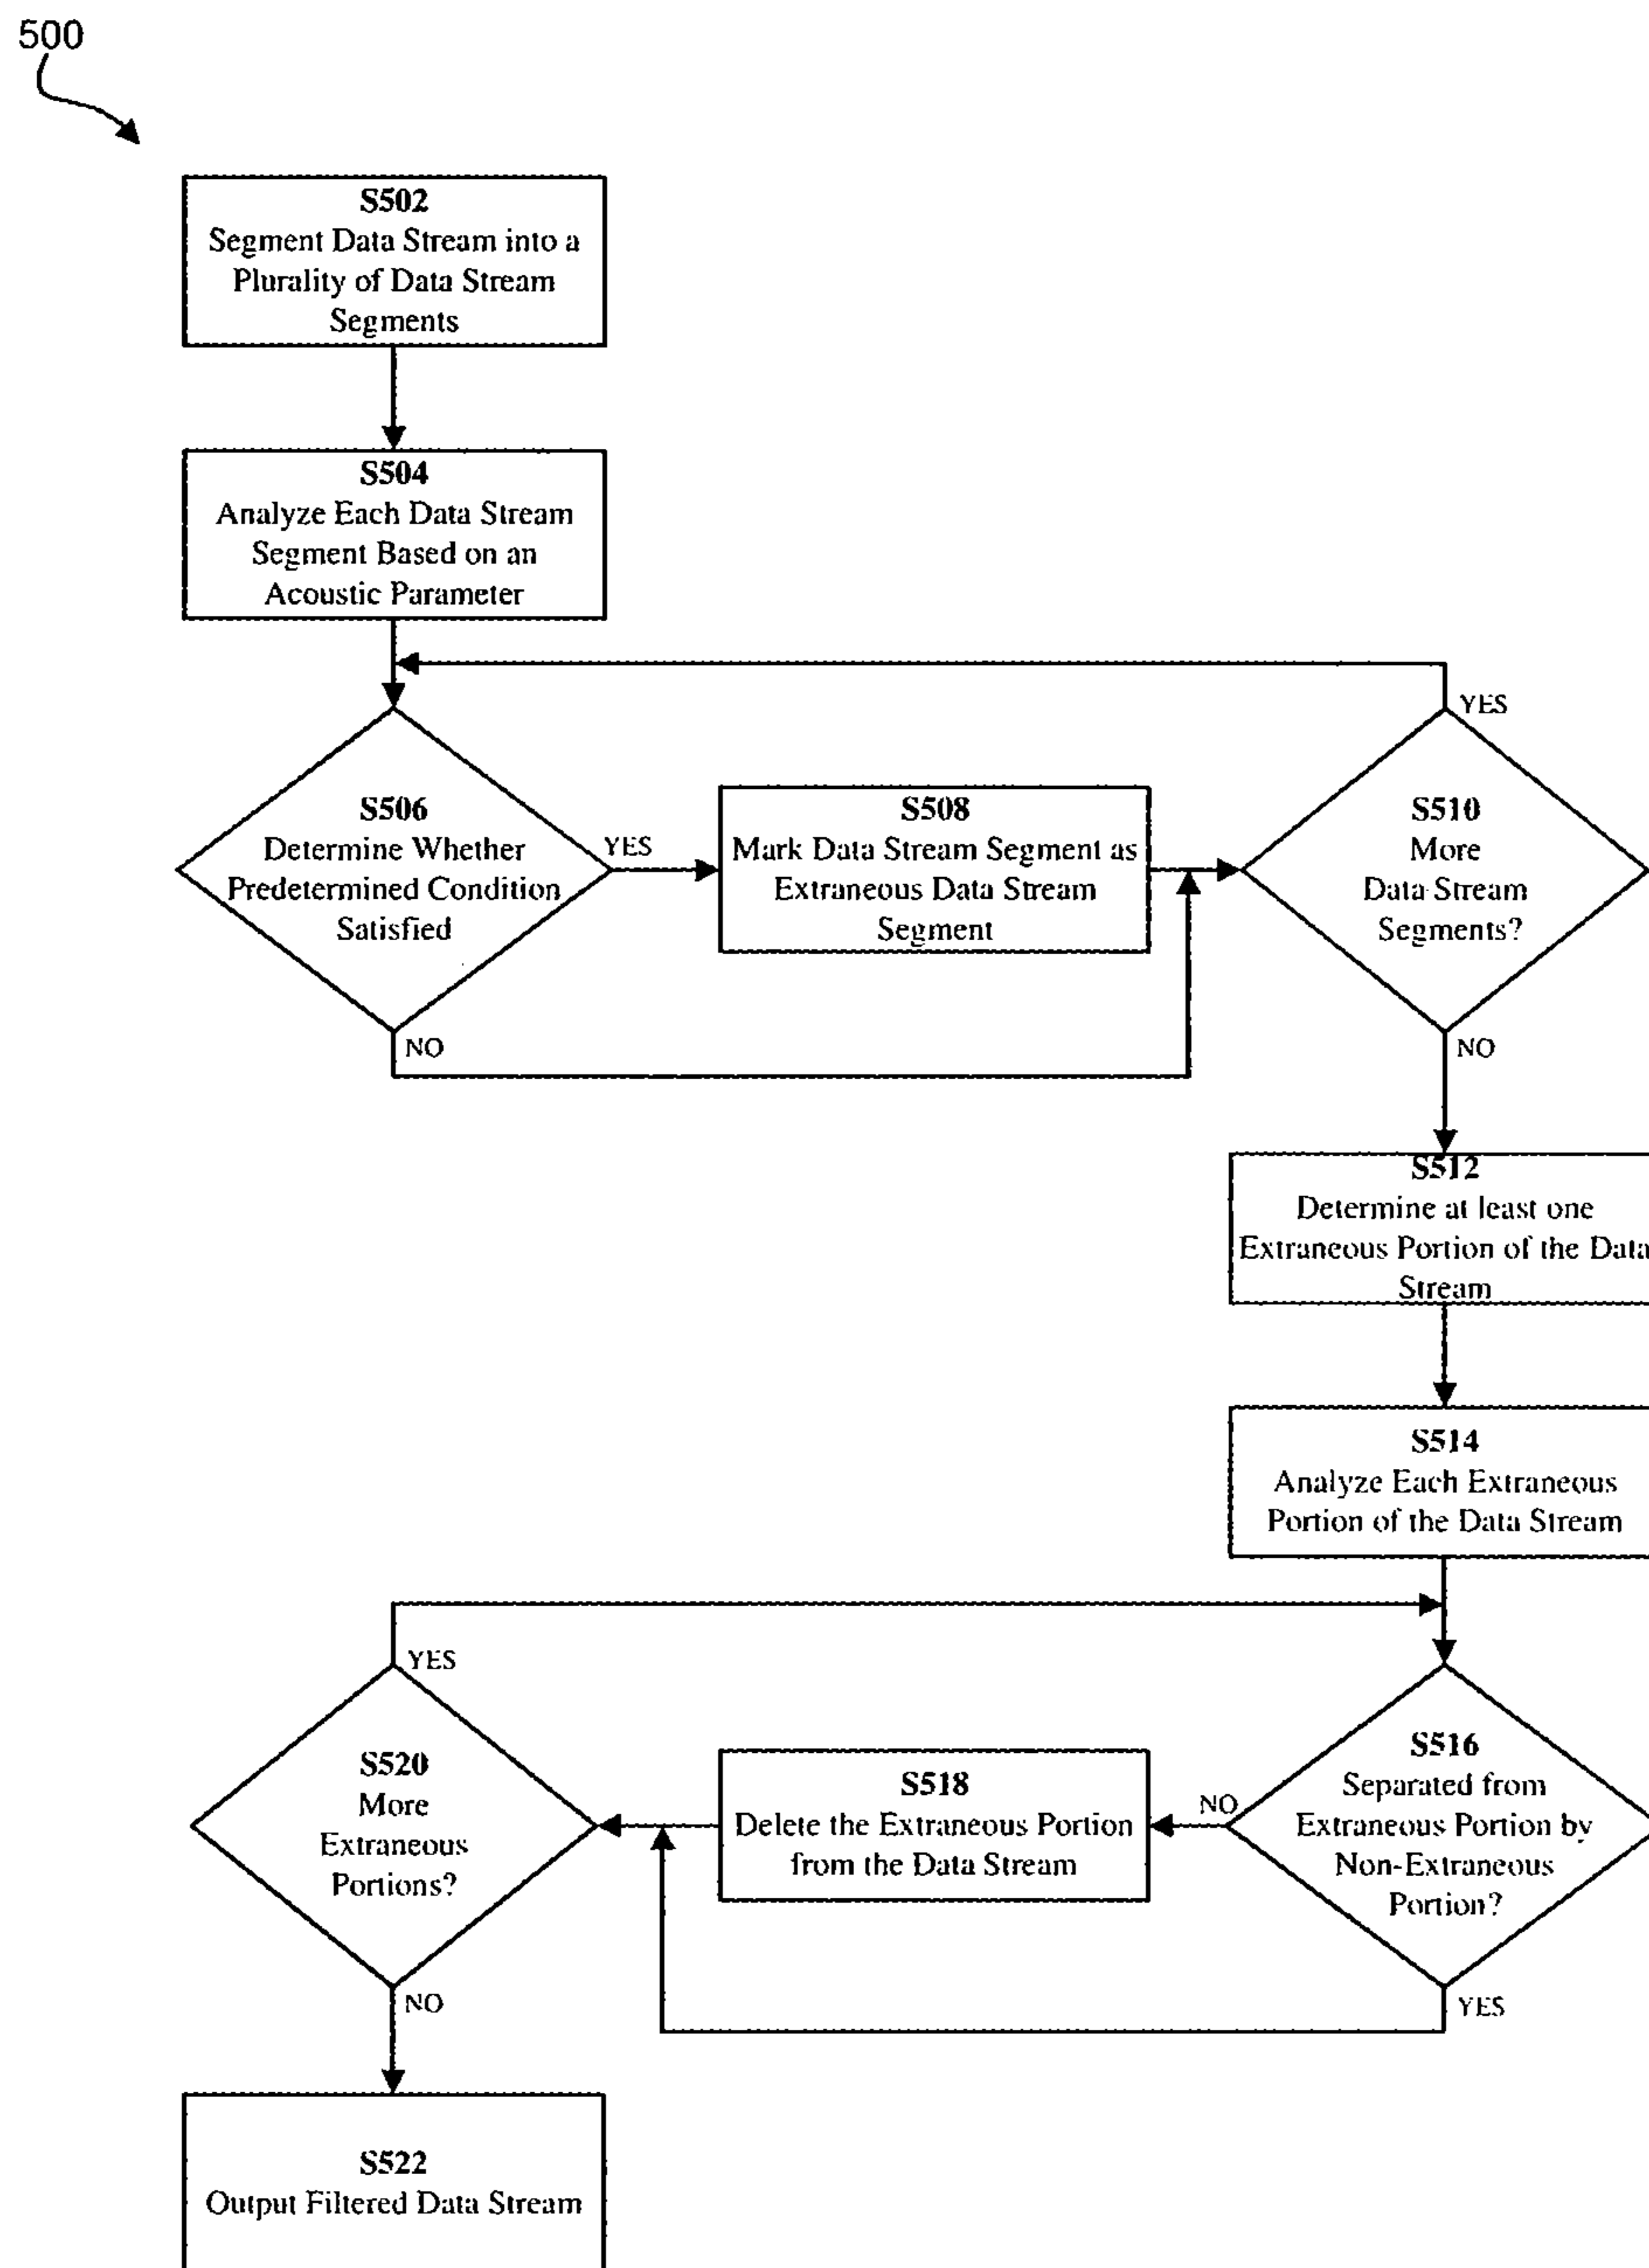 500
S502
Segment Data Stream into a
Plurality of Data Stream
Segments
S504
Analyze Each Data Stream
Segment Based on an
Acoustic Parameter
S506
Determine Whether
Predetermined Condition
Satisfied
YES
NO
S508
Mark Data Stream Segment as
Extraneous Data Stream
Segment
S510
More
Data Stream
Segments?
YES
NO
S512
Determine at least one
Extraneous Portion of the Data
Stream
S514
Analyze Each Extraneous
Portion of the Data Stream
S516
Separated from
Extraneous Portion by
Non-Extraneous
Portion?
NO
YES
S518
Delete the Extraneous Portion
from the Data Stream
S520
More
Extraneous
Portions?
YES
NO
S522
Output Filtered Data Stream